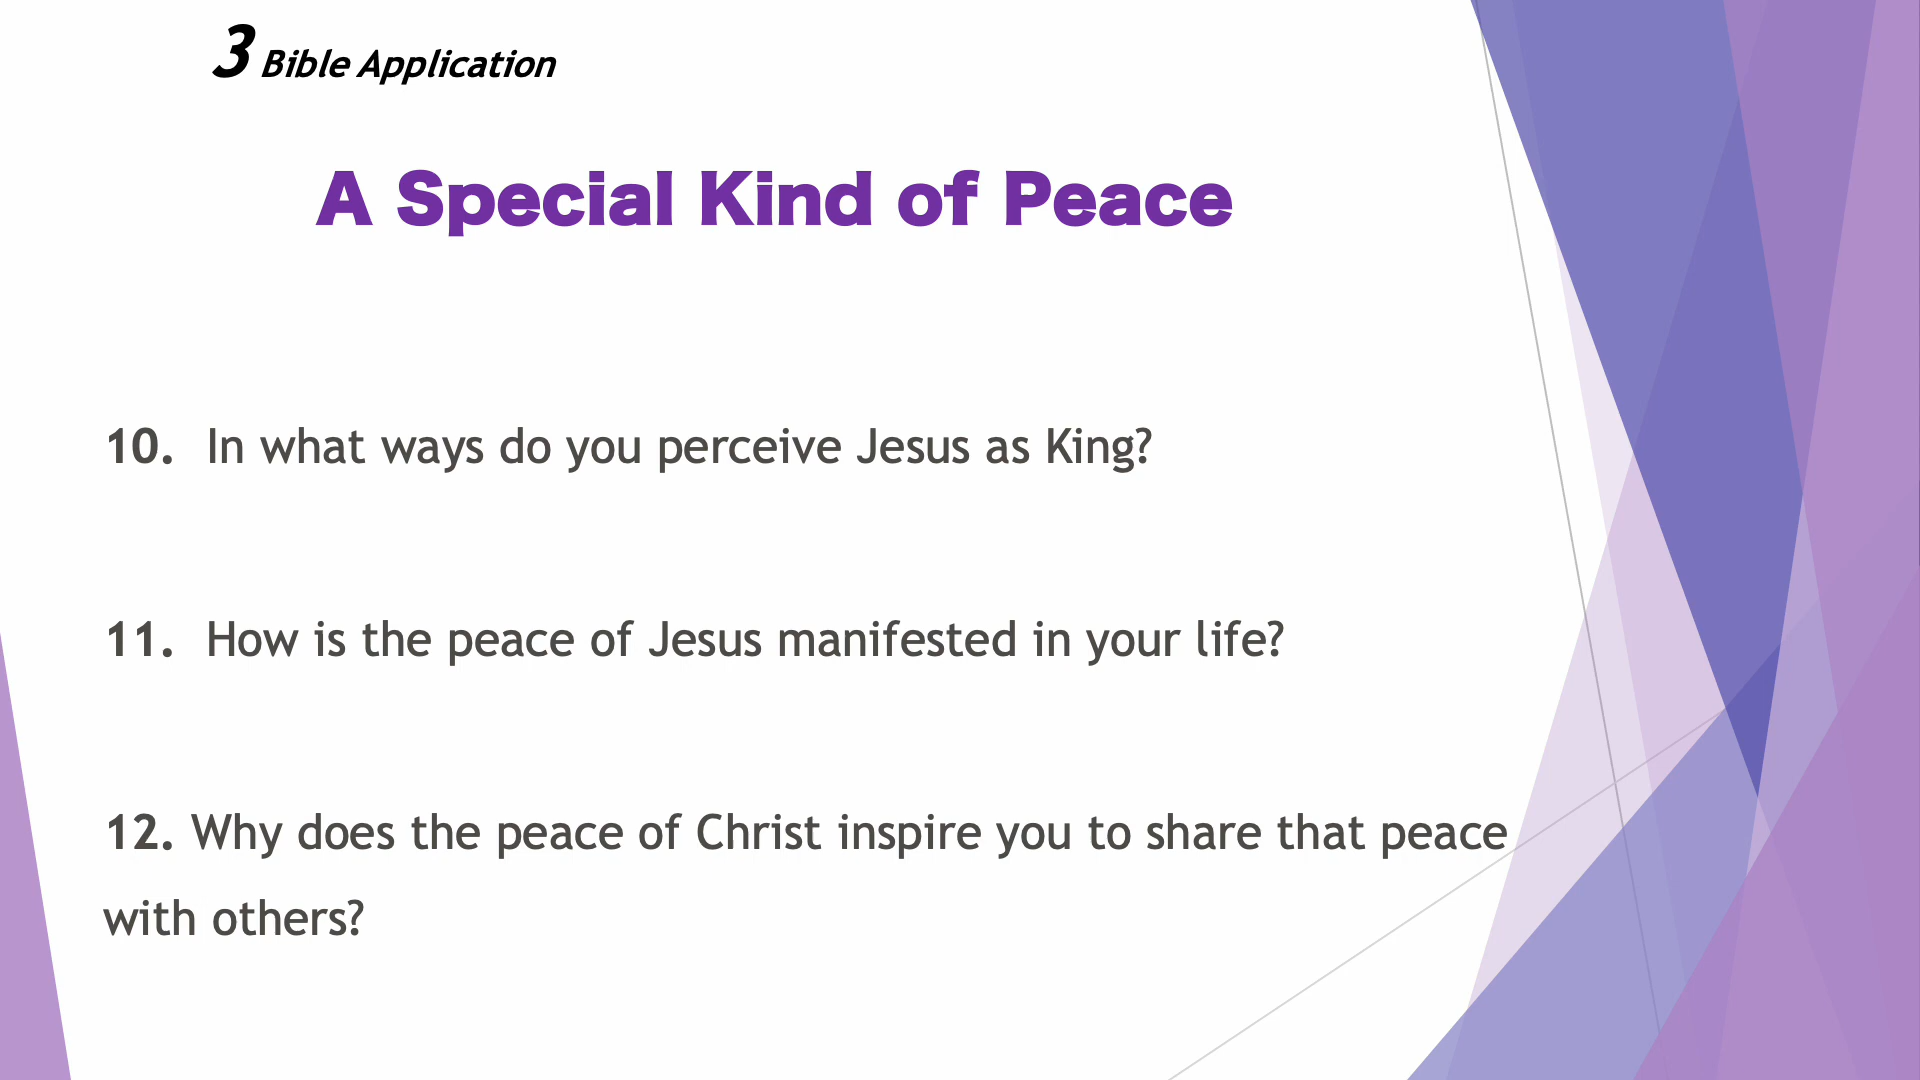 3 Bible Application
A Special Kind of Peace
10. In what ways do you perceive Jesus as King?
11. How is the peace of Jesus manifested in your life?
12. Why does the peace of Christ inspire you to share that peace
with others?